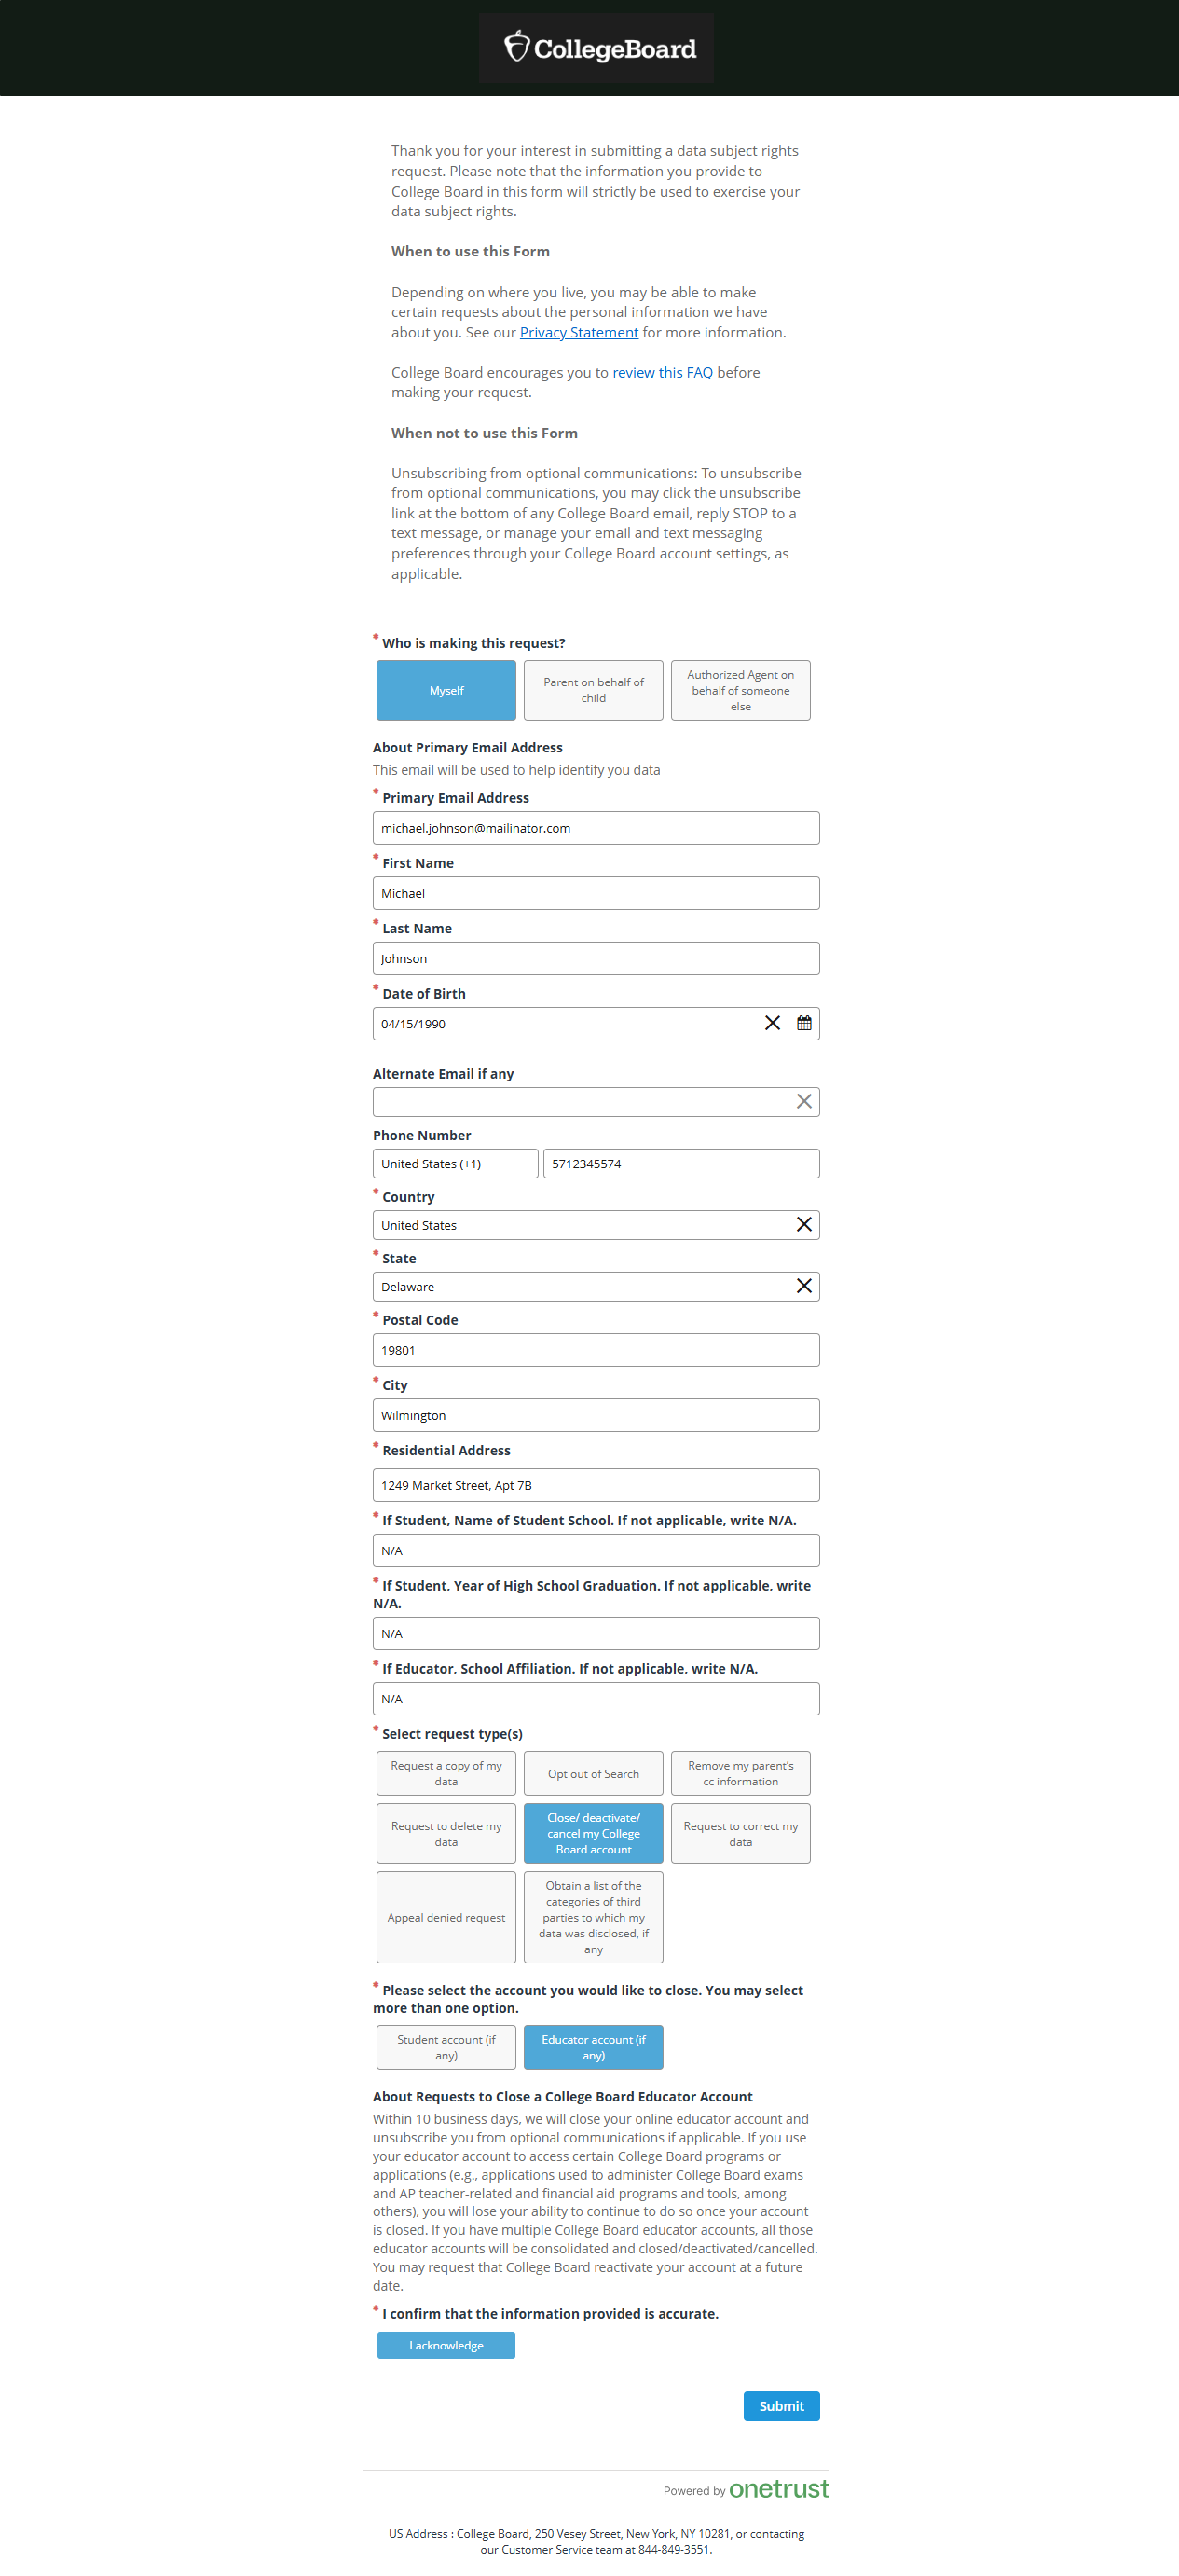 CollegeBoard
Thank you for your interest in submitting a data subject rights
request. Please note that the information you provide to
College Board in this form will strictly be used to exercise your
data subject rights.
When to use this Form
Depending on where you live, you may be able to make
certain requests about the personal information we have
about you. See our Privacy Statement for more information.
College Board encourages you to review this FAQ before
making your request.
When not to use this Form
Unsubscribing from optional communications: To unsubscribe
from optional communications, you may click the unsubscribe
link at the bottom of any College Board email, reply STOP to a
text message, or manage your email and text messaging
preferences through your College Board account settings, as
applicable.
* Who is making this request?
Myself
Parent on behalf of
child
Authorized Agent on
behalf of someone
else
About Primary Email Address
This email will be used to help identify you data
* Primary Email Address
michael.johnson@mailinator.com
* First Name
Michael
* Last Name
Johnson
* Date of Birth
04/15/1990
Alternate Email if any
Phone Number
United States (+1)
5712345574
* Country
United States
* State
Delaware
* Postal Code
19801
* City
Wilmington
* Residential Address
1249 Market Street, Apt 7B
* If Student, Name of Student School. If not applicable, write N/A.
N/A
* If Student, Year of High School Graduation. If not applicable, write
N/A.
N/A
* If Educator, School Affiliation. If not applicable, write N/A.
N/A
* Select request type(s)
Request a copy of my
data
Opt out of Search
Remove my parent's
cc information
Request to delete my
data
Close/ deactivate/
cancel my College
Board account
Request to correct my
data
Appeal denied request
Obtain a list of the
categories of third
parties to which my
data was disclosed, if
any
* Please select the account you would like to close. You may select
more than one option.
Student account (if
any)
Educator account (if
any)
About Requests to Close a College Board Educator Account
Within 10 business days, we will close your online educator account and
unsubscribe you from optional communications if applicable. If you use
your educator account to access certain College Board programs or
applications (e.g., applications used to administer College Board exams
and AP teacher-related and financial aid programs and tools, among
others), you will lose your ability to continue to do so once your account
is closed. If you have multiple College Board educator accounts, all those
educator accounts will be consolidated and closed/deactivated/cancelled.
You may request that College Board reactivate your account at a future
date.
* I confirm that the information provided is accurate.
I acknowledge
Submit
Powered by onetrust
US Address : College Board, 250 Vesey Street, New York, NY 10281, or contacting
our Customer Service team at 844-849-3551.